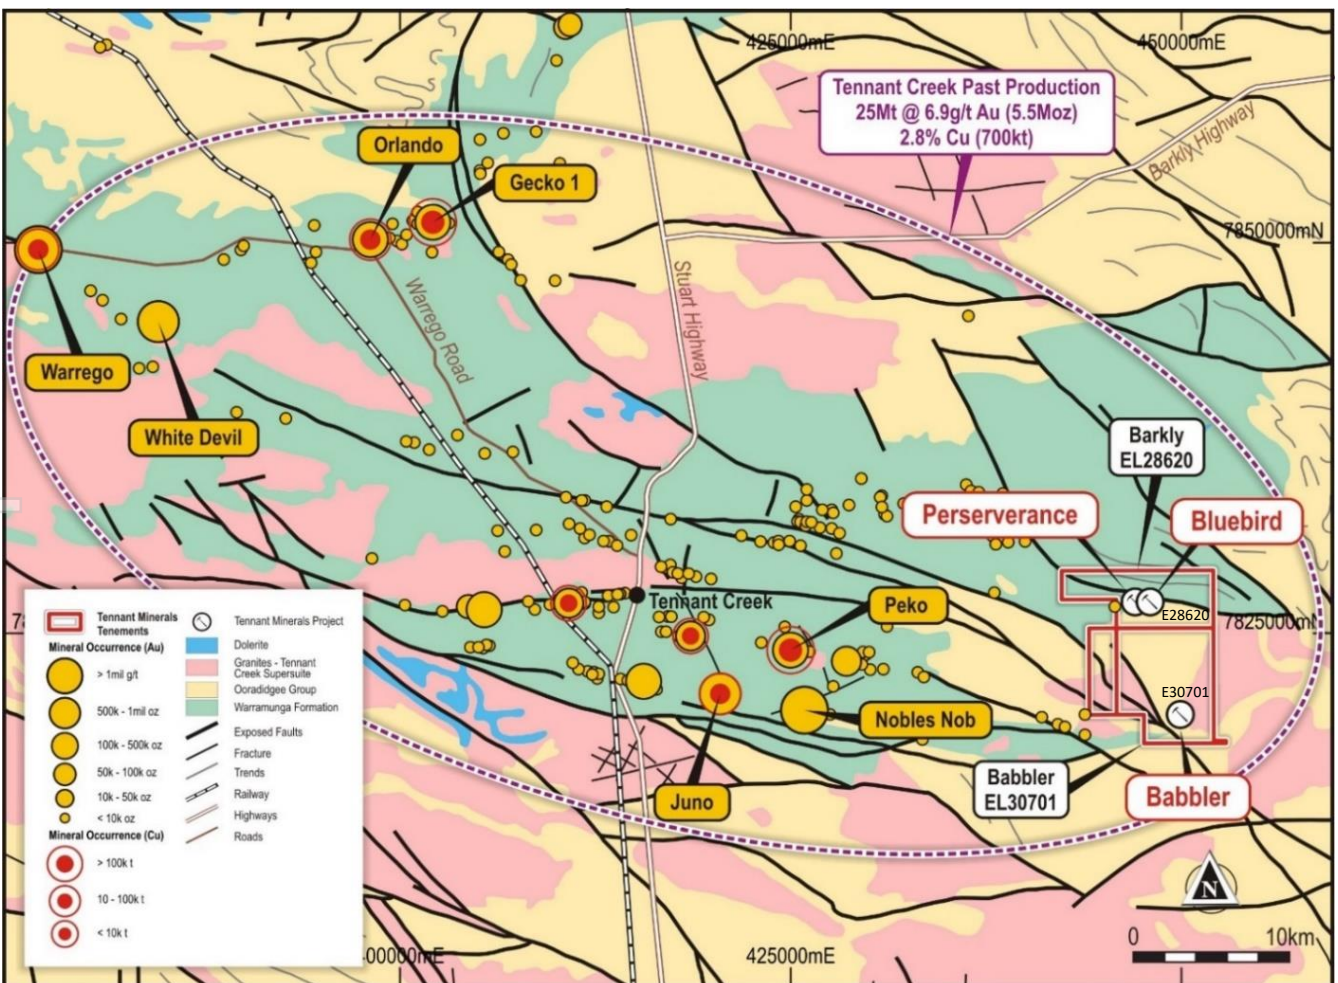 425000mE
450000mE
Tennant Creek Past Production
25Mt @ 6.9g/t Au (5.5Moz)
2.8% Cu (700kt)
Barkly Highway
Orlando
Gecko 1
7850000mN
Stuart Highway
Warrego Road
Warrego
White Devil
Barkly
EL28620
Perserverance
Bluebird
Tennant Creek
Peko
E28620
7825000mN
78
E30701
Nobles Nob
Juno
Babbler
EL30701
Babbler
Tennant Minerals
Tenements
Mineral Occurrence (Au)
> 1mil g/t
500k - 1mil oz
100k - 500k oz
50k - 100k oz
10k - 50k oz
< 10k oz
Mineral Occurrence (Cu)
> 100k t
10 - 100k t
< 10k t
Tennant Minerals Project
Dolerite
Granites - Tennant
Creek Supersuite
Ooradidgee Group
Warramunga Formation
Exposed Faults
Fracture
Trends
Railway
Highways
Roads
N
0 10km
00000mE
425000mE